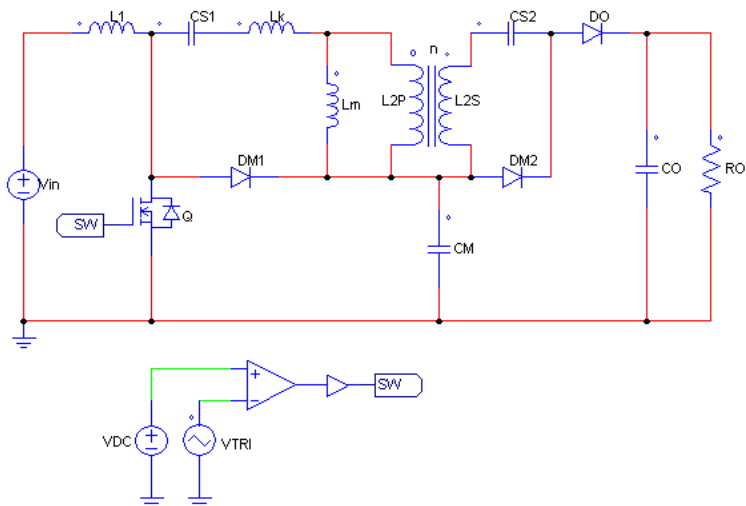 L1
CS1
Lk
n
CS2
DO
Lm
L2P
L2S
Vin
DM1
DM2
CO
RO
SW
Q
CM
SW
VDC
VTRI